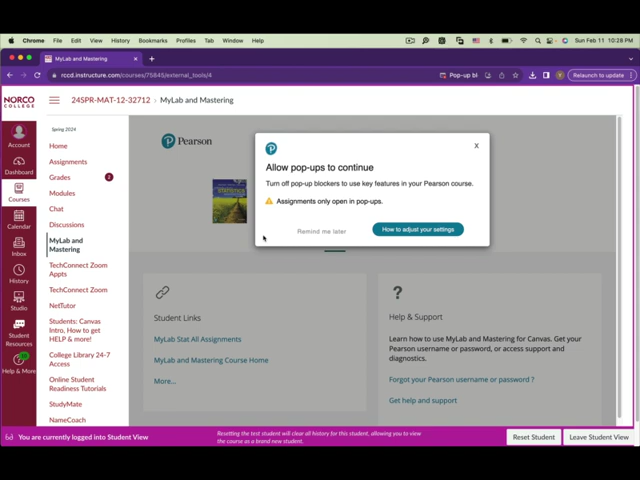 Chrome File Edit View History Bookmarks Profiles Tab Window Help Sun Feb 11 10:28 PM
MyLab and Mastering
rccd.instructure.com/courses/75845/external_tools/4 Pop-up bl Relaunch to update
NORCO
COLLEGE
24SPR-MAT-12-32712 > MyLab and Mastering
Account
Dashboard
Courses
Calendar
Inbox
History
Studio
Student
Resources
Help & More
Spring 2024
Home
Assignments
Grades 2
Modules
Chat
Discussions
MyLab and
Mastering
TechConnect Zoom
Appts
TechConnect Zoom
NetTutor
Students: Canvas
Intro, How to get
HELP & more!
College Library 24-7
Access
Online Student
Readiness Tutorials
StudyMate
NameCoach
Pearson
STATISTICS
X
Allow pop-ups to continue
Turn off pop-up blockers to use key features in your Pearson course.
Assignments only open in pop-ups.
Remind me later How to adjust your settings
Student Links
MyLab Stat All Assignments
MyLab and Mastering Course Home
More...
?
Help & Support
Learn how to use MyLab and Mastering for Canvas. Get your
Pearson username or password, or access support and
diagnostics.
Forgot your Pearson username or password ?
Get help and support
You are currently logged into Student View
Resetting the test student will clear all history for this student, allowing you to view
the course as a brand new student.
Reset Student Leave Student View